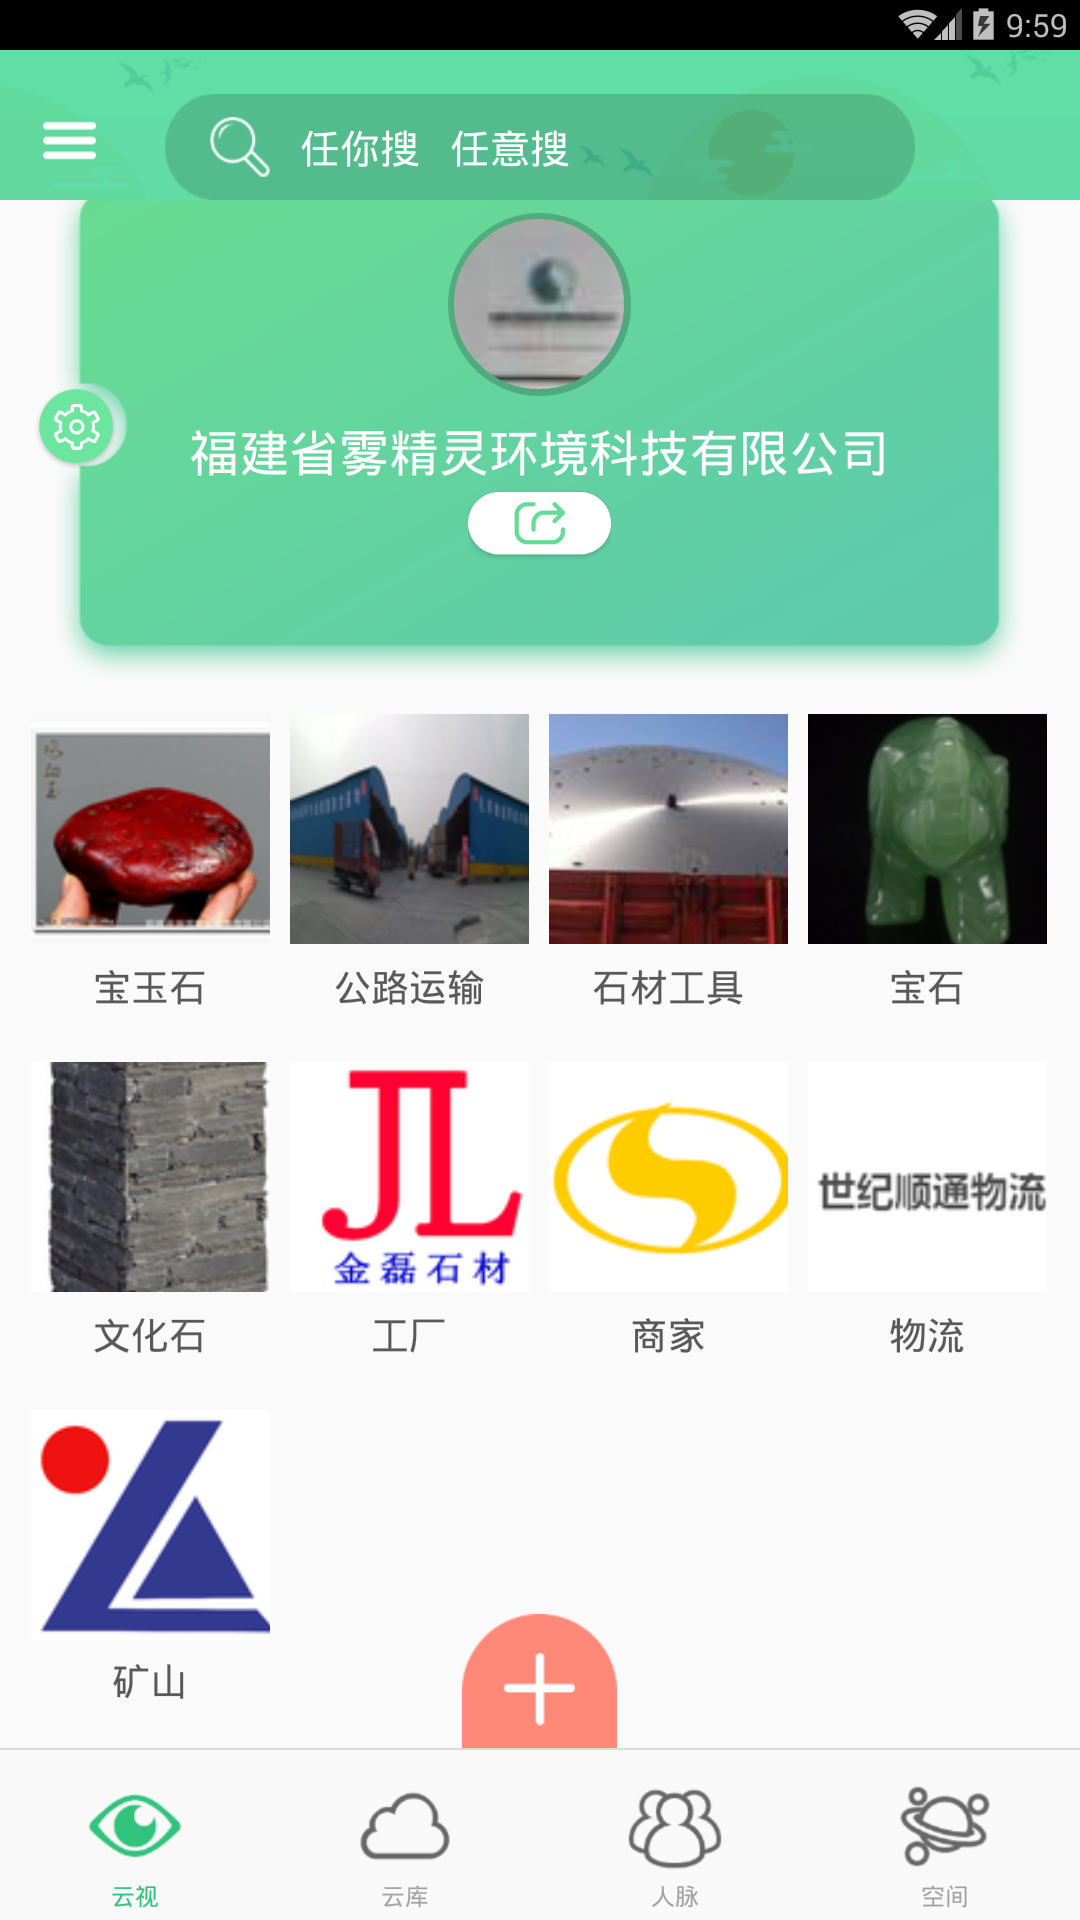 9:59
任你搜 任意搜
福建省雾精灵环境科技有限公司
宝玉石
公路运输
石材工具
宝石
金磊石材
世纪顺通物流
文化石
工厂
商家
物流
矿山
云视
云库
人脉
空间